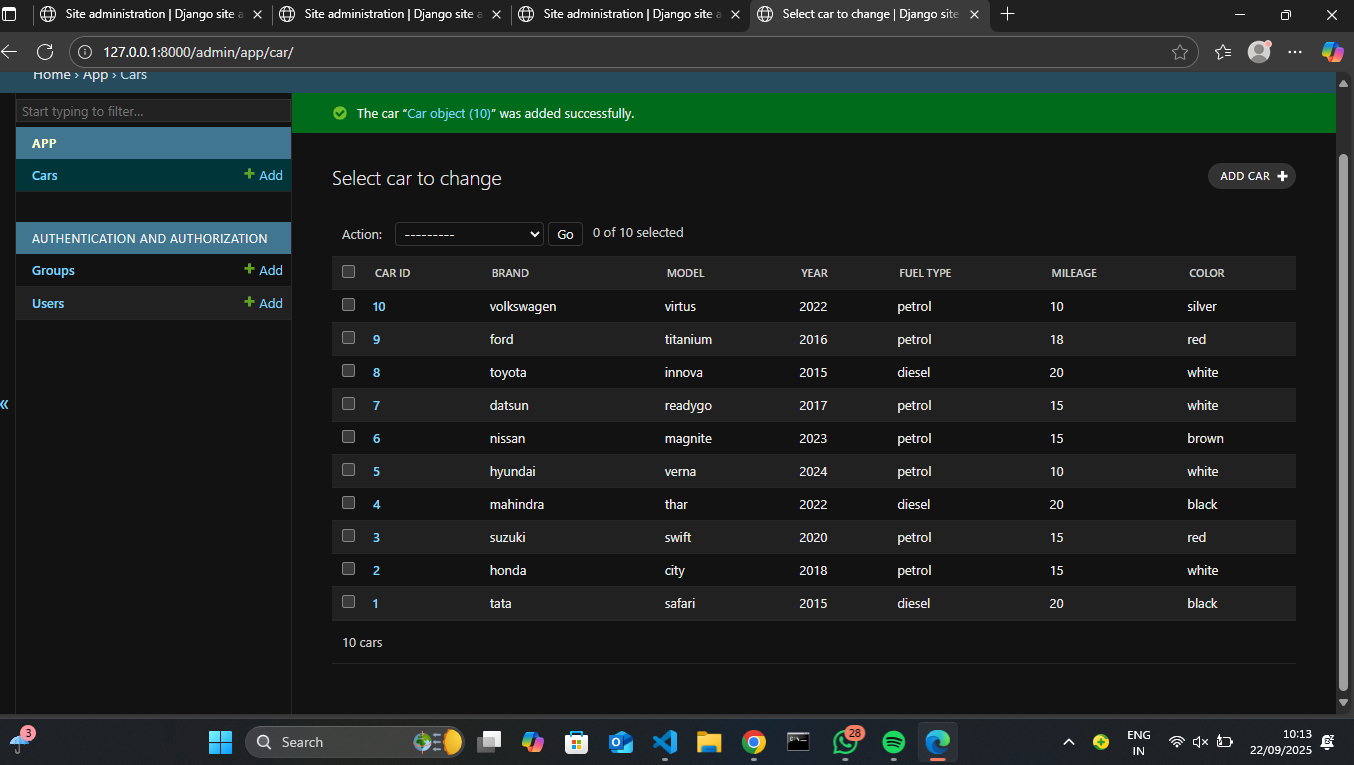 Site administration | Django site a
Site administration | Django site a
Site administration | Django site a
Select car to change | Django site
127.0.0.1:8000/admin/app/car/
Home › App › Cars
Start typing to filter...
The car “Car object (10)” was added successfully.
APP
Cars + Add
AUTHENTICATION AND AUTHORIZATION
Groups + Add
Users + Add
«
Select car to change
ADD CAR +
Action: --------- Go 0 of 10 selected
CAR ID BRAND MODEL YEAR FUEL TYPE MILEAGE COLOR
10 volkswagen virtus 2022 petrol 10 silver
9 ford titanium 2016 petrol 18 red
8 toyota innova 2015 diesel 20 white
7 datsun readygo 2017 petrol 15 white
6 nissan magnite 2023 petrol 15 brown
5 hyundai verna 2024 petrol 10 white
4 mahindra thar 2022 diesel 20 black
3 suzuki swift 2020 petrol 15 red
2 honda city 2018 petrol 15 white
1 tata safari 2015 diesel 20 black
10 cars
3
Search
28
ENG
IN
10:13
22/09/2025